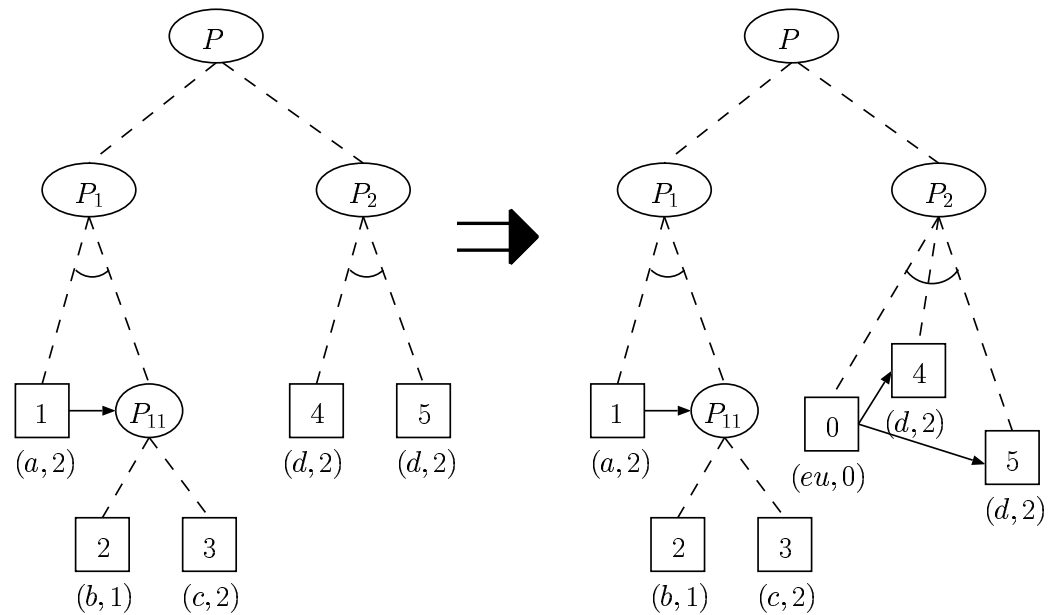 P P
P₁ P₂ P₁ P₂
4
1 P₁₁ 4 5 1 P₁₁ 0 (d, 2)
(a, 2) (d, 2) (d, 2) (a, 2) (eu, 0) 5
(d, 2)
2 3 2 3
(b, 1) (c, 2) (b, 1) (c, 2)